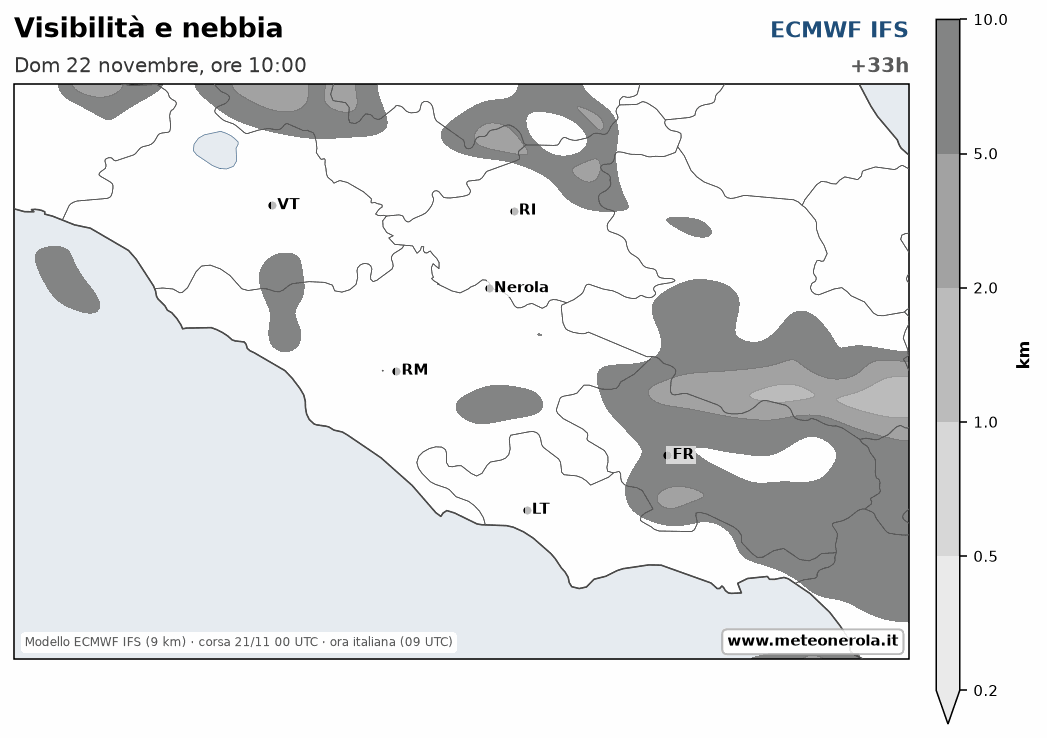 Visibilità e nebbia
ECMWF IFS
Dom 22 novembre, ore 10:00
+33h
10.0
5.0
2.0
1.0
0.5
0.2
km
VT
RI
Nerola
RM
FR
LT
Modello ECMWF IFS (9 km) · corsa 21/11 00 UTC · ora italiana (09 UTC)
www.meteonerola.it